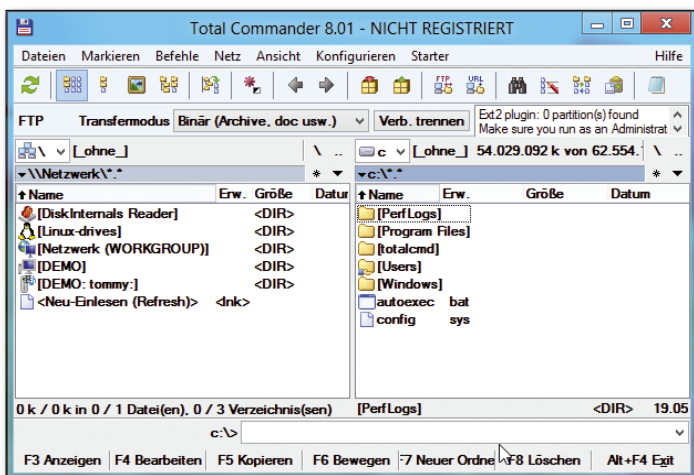 Total Commander 8.01 - NICHT REGISTRIERT
Dateien Markieren Befehle Netz Ansicht Konfigurieren Starter Hilfe
FTP URL
FTP Transfermodus Binär (Archive, doc usw.) Verb. trennen Ext2 plugin: 0 partition(s) found
Make sure you run as an Administrat
\ [_ohne_] \ .. c [_ohne_] 54.029.092 k von 62.554. \ ..
\\Netzwerk\*.* * c:\*.* *
Name Erw. Größe Datur Name Erw. Größe Datum
[DiskInternals Reader] <DIR> [PerfLogs]
[Linux-drives] <DIR> [Program Files]
[Netzwerk (WORKGROUP)] <DIR> [totalcmd]
[DEMO] <DIR> [Users]
[DEMO: tommy:] <DIR> [Windows]
<Neu-Einlesen (Refresh)> <lnk> autoexec bat
config sys
0 k / 0 k in 0 / 1 Datei(en), 0 / 3 Verzeichnis(sen) [PerfLogs] <DIR> 19.05
c:\>
F3 Anzeigen F4 Bearbeiten F5 Kopieren F6 Bewegen F7 Neuer Ordne F8 Löschen Alt+F4 Exit